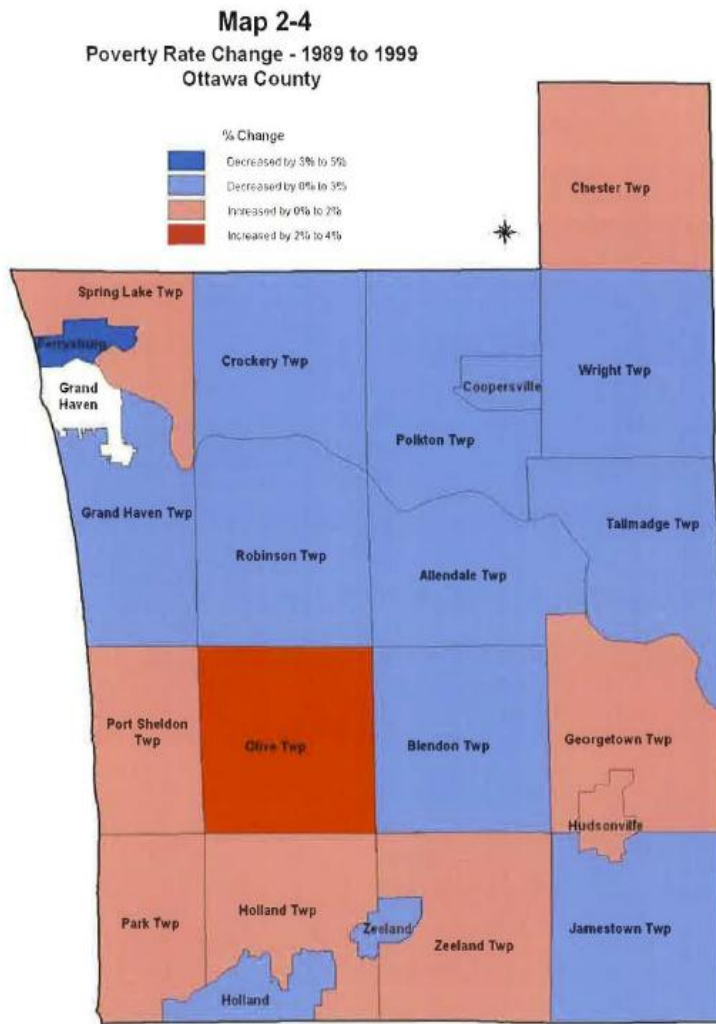 Map 2-4
Poverty Rate Change - 1989 to 1999
Ottawa County
% Change
Decreased by 3% to 5%
Decreased by 0% to 3%
Increased by 0% to 2%
Increased by 2% to 4%
Chester Twp
Spring Lake Twp
Ferrysburg
Grand
Haven
Crockery Twp
Coopersville
Wright Twp
Polkton Twp
Grand Haven Twp
Robinson Twp
Allendale Twp
Tallmadge Twp
Port Sheldon
Twp
Olive Twp
Blendon Twp
Georgetown Twp
Hudsonville
Park Twp
Holland Twp
Zeeland
Zeeland Twp
Jamestown Twp
Holland